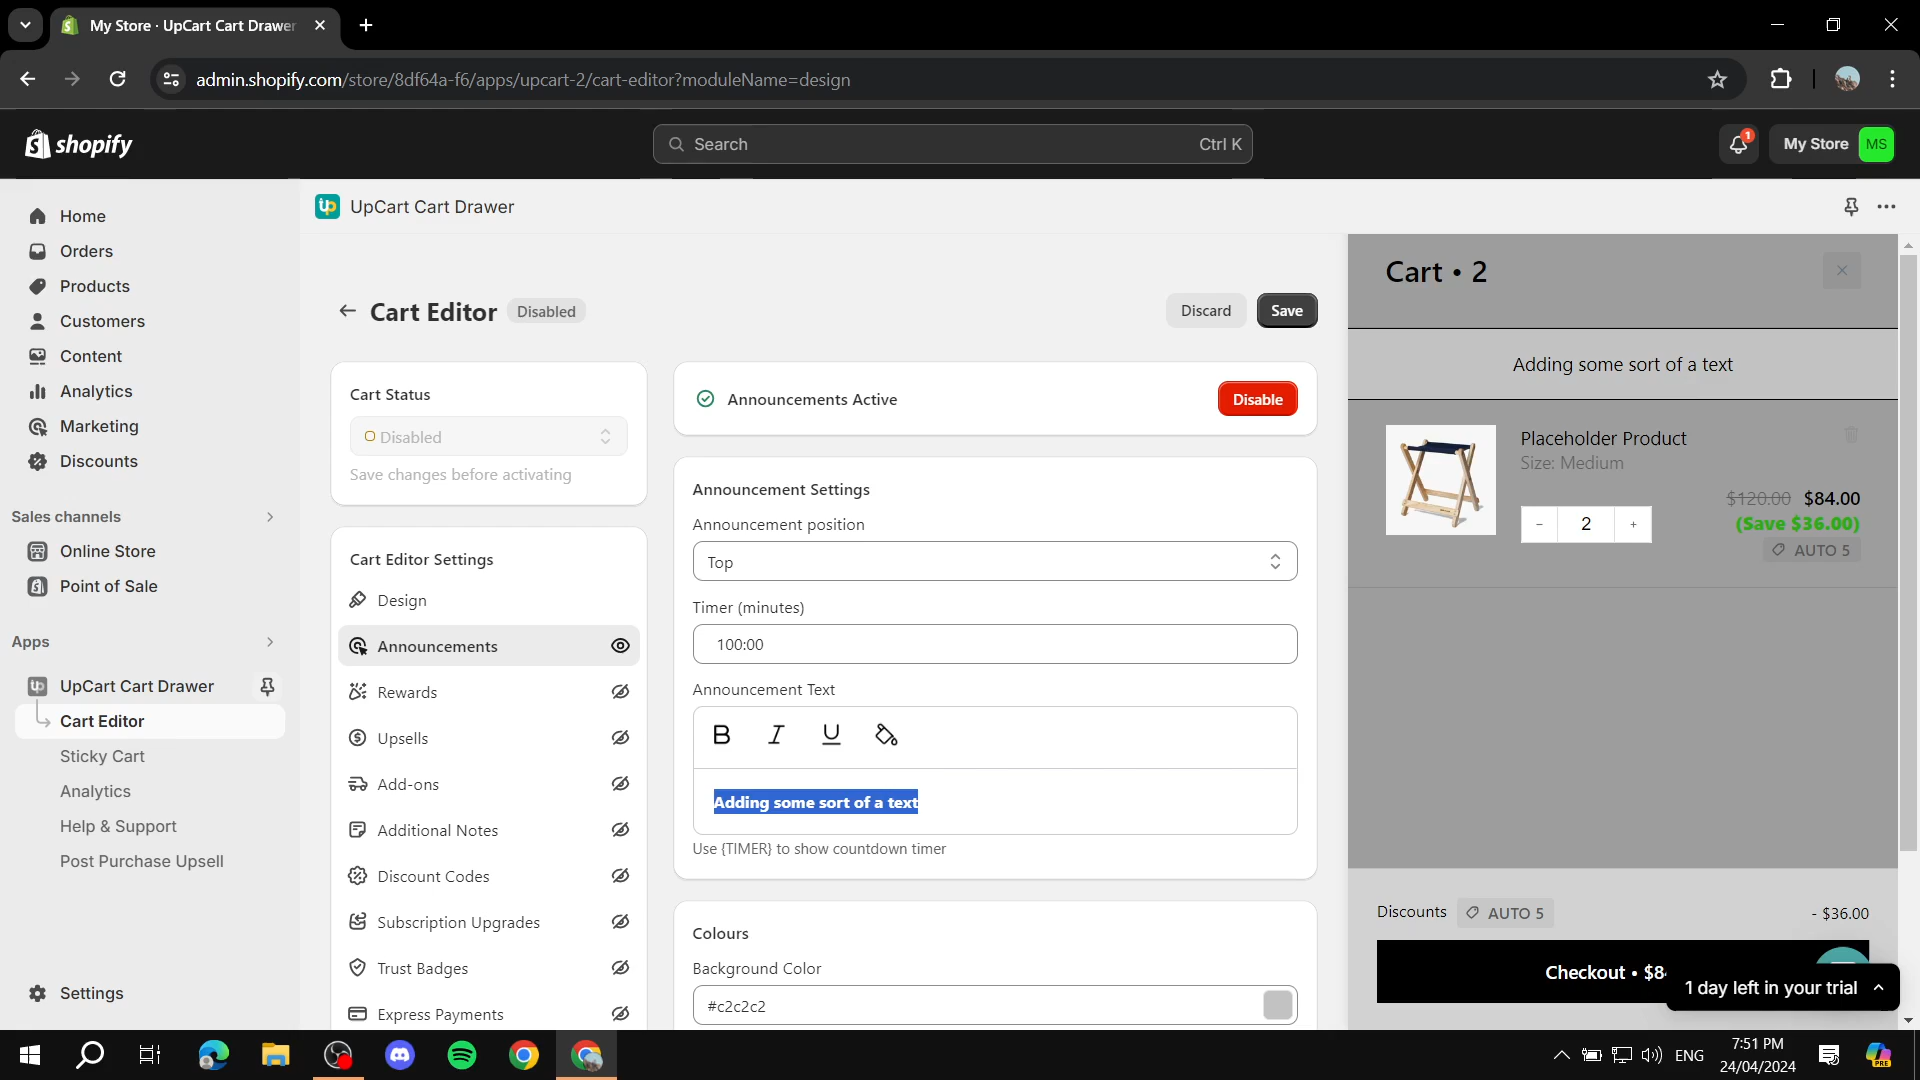 My Store · UpCart Cart Drawer
admin.shopify.com/store/8df64a-f6/apps/upcart-2/cart-editor?moduleName=design
shopify
Search
Ctrl K
1
My Store
MS
Home
Orders
Products
Customers
Content
Analytics
Marketing
Discounts
Sales channels
Online Store
Point of Sale
Apps
UpCart Cart Drawer
Cart Editor
Sticky Cart
Analytics
Help & Support
Post Purchase Upsell
Settings
up UpCart Cart Drawer
Cart Editor
Disabled
Discard
Save
Cart Status
Disabled
Save changes before activating
Cart Editor Settings
Design
Announcements
Rewards
Upsells
Add-ons
Additional Notes
Discount Codes
Subscription Upgrades
Trust Badges
Express Payments
Announcements Active
Disable
Announcement Settings
Announcement position
Top
Timer (minutes)
100:00
Announcement Text
B I U
Adding some sort of a text
Use {TIMER} to show countdown timer
Colours
Background Color
#c2c2c2
Cart • 2
Adding some sort of a text
Placeholder Product
Size: Medium
$120.00 $84.00
(Save $36.00)
AUTO 5
− 2 +
Discounts
AUTO 5
- $36.00
Checkout • $8
1 day left in your trial
ENG
7:51 PM
24/04/2024
PRE